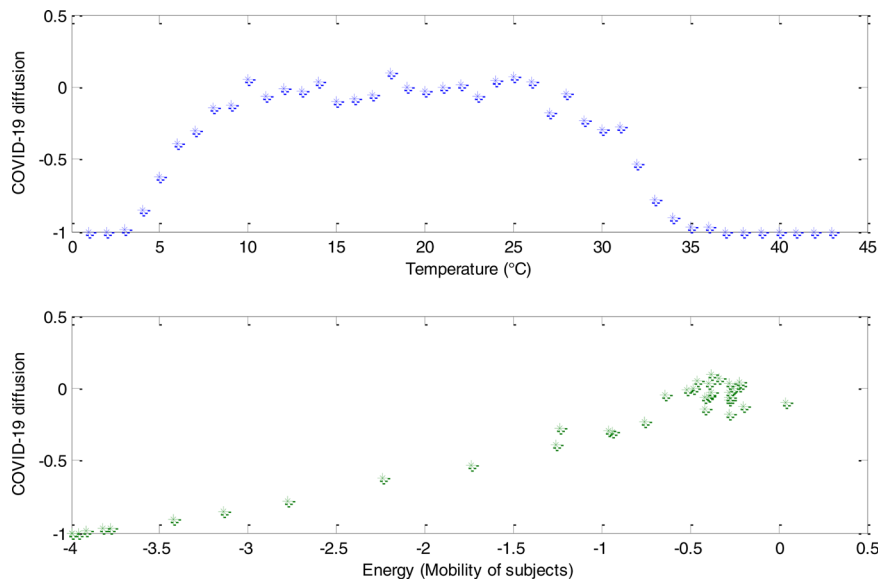 0.5
0
-0.5
-1
COVID-19 diffusion
0 5 10 15 20 25 30 35 40 45
Temperature (°C)
0.5
0
-0.5
-1
COVID-19 diffusion
-4 -3.5 -3 -2.5 -2 -1.5 -1 -0.5 0 0.5
Energy (Mobility of subjects)